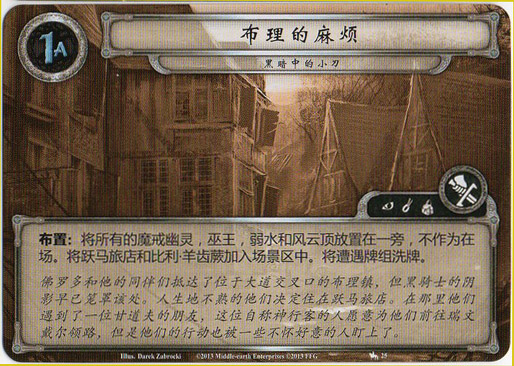 1A
布理的麻烦
黑暗中的小刀
布置：将所有的魔戒幽灵，巫王，弱水和风云顶放置在一旁，不作为在
场。将跃马旅店和比利·羊齿蕨加入场景区中。将遭遇牌组洗牌。
佛罗多和他的同伴们抵达了位于大道交叉口的布理镇，但黑骑士的阴
影早已笼罩该处。人生地不熟的他们决定住在跃马旅店。在那里他们
遇到了一位甘道夫的朋友，这位自称神行客的人愿意为他们前往瑞文
戴尔领路，但是他们的行动也被一些不怀好意的人盯上了。
Illus. Darek Zabrocki ©2013 Middle-earth Enterprises ©2013 FFG 25